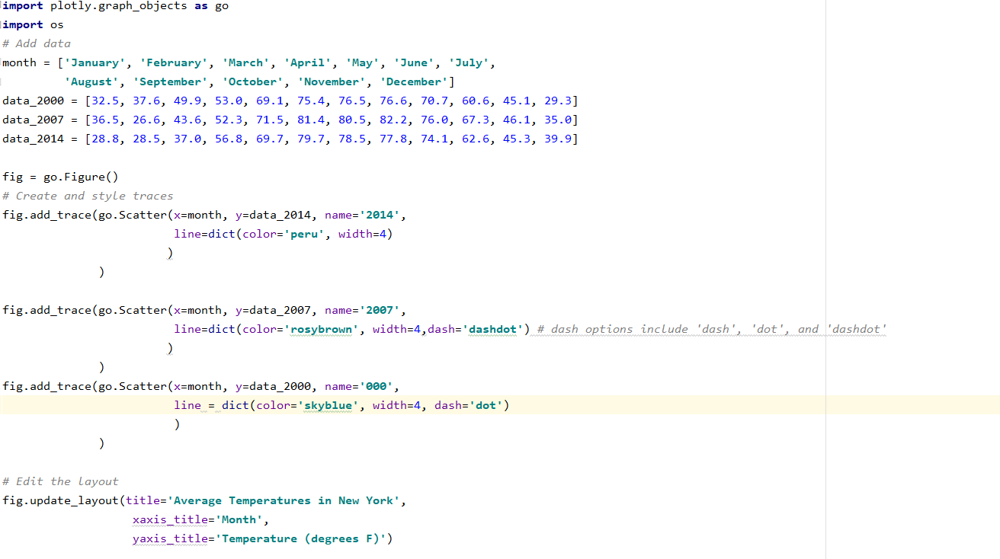 import plotly.graph_objects as go
import os
# Add data
month = ['January', 'February', 'March', 'April', 'May', 'June', 'July',
         'August', 'September', 'October', 'November', 'December']
data_2000 = [32.5, 37.6, 49.9, 53.0, 69.1, 75.4, 76.5, 76.6, 70.7, 60.6, 45.1, 29.3]
data_2007 = [36.5, 26.6, 43.6, 52.3, 71.5, 81.4, 80.5, 82.2, 76.0, 67.3, 46.1, 35.0]
data_2014 = [28.8, 28.5, 37.0, 56.8, 69.7, 79.7, 78.5, 77.8, 74.1, 62.6, 45.3, 39.9]

fig = go.Figure()
# Create and style traces
fig.add_trace(go.Scatter(x=month, y=data_2014, name='2014',
                         line=dict(color='peru', width=4)
                        )
              )

fig.add_trace(go.Scatter(x=month, y=data_2007, name='2007',
                         line=dict(color='rosybrown', width=4,dash='dashdot') # dash options include 'dash', 'dot', and 'dashdot'
                        )
              )
fig.add_trace(go.Scatter(x=month, y=data_2000, name='000',
                         line = dict(color='skyblue', width=4, dash='dot')
                         )
              )

# Edit the layout
fig.update_layout(title='Average Temperatures in New York',
                   xaxis_title='Month',
                   yaxis_title='Temperature (degrees F)')